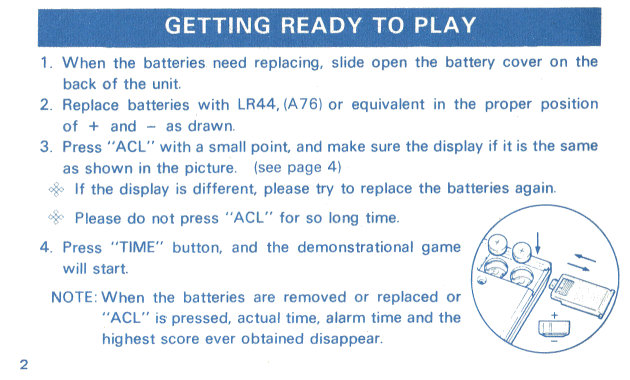 GETTING READY TO PLAY
1. When the batteries need replacing, slide open the battery cover on the
back of the unit.
2. Replace batteries with LR44, (A76) or equivalent in the proper position
of + and − as drawn.
3. Press "ACL" with a small point, and make sure the display if it is the same
as shown in the picture. (see page 4)
If the display is different, please try to replace the batteries again.
Please do not press "ACL" for so long time.
4. Press "TIME" button, and the demonstrational game
will start.
NOTE: When the batteries are removed or replaced or
"ACL" is pressed, actual time, alarm time and the
highest score ever obtained disappear.
+
−
2